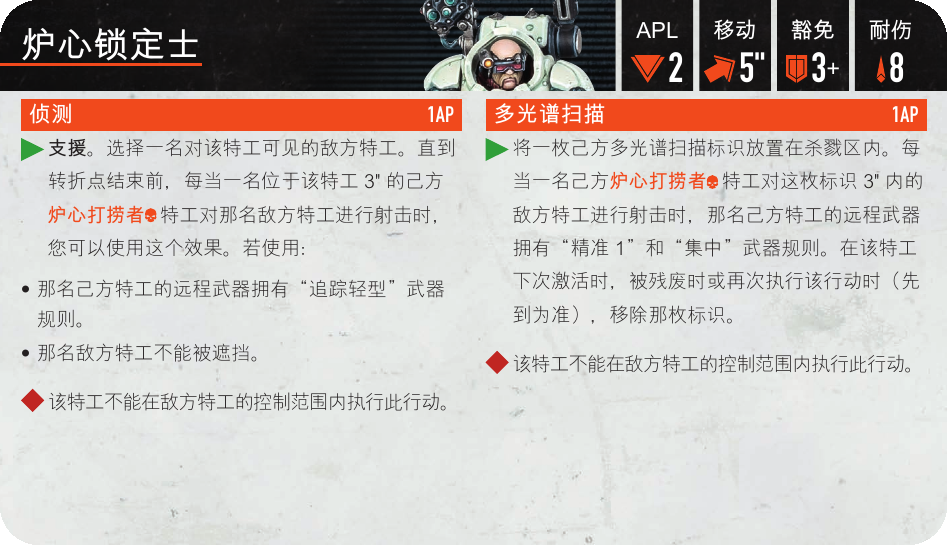 炉心锁定士
APL
2
移动
5"
豁免
3+
耐伤
8
侦测 1AP
支援。选择一名对该特工可见的敌方特工。直到
转折点结束前，每当一名位于该特工 3" 的己方
炉心打捞者特工对那名敌方特工进行射击时，
您可以使用这个效果。若使用:
• 那名己方特工的远程武器拥有“追踪轻型”武器
规则。
• 那名敌方特工不能被遮挡。
该特工不能在敌方特工的控制范围内执行此行动。
多光谱扫描 1AP
将一枚己方多光谱扫描标识放置在杀戮区内。每
当一名己方炉心打捞者特工对这枚标识 3" 内的
敌方特工进行射击时，那名己方特工的远程武器
拥有“精准 1”和“集中”武器规则。在该特工
下次激活时，被残废时或再次执行该行动时（先
到为准），移除那枚标识。
该特工不能在敌方特工的控制范围内执行此行动。